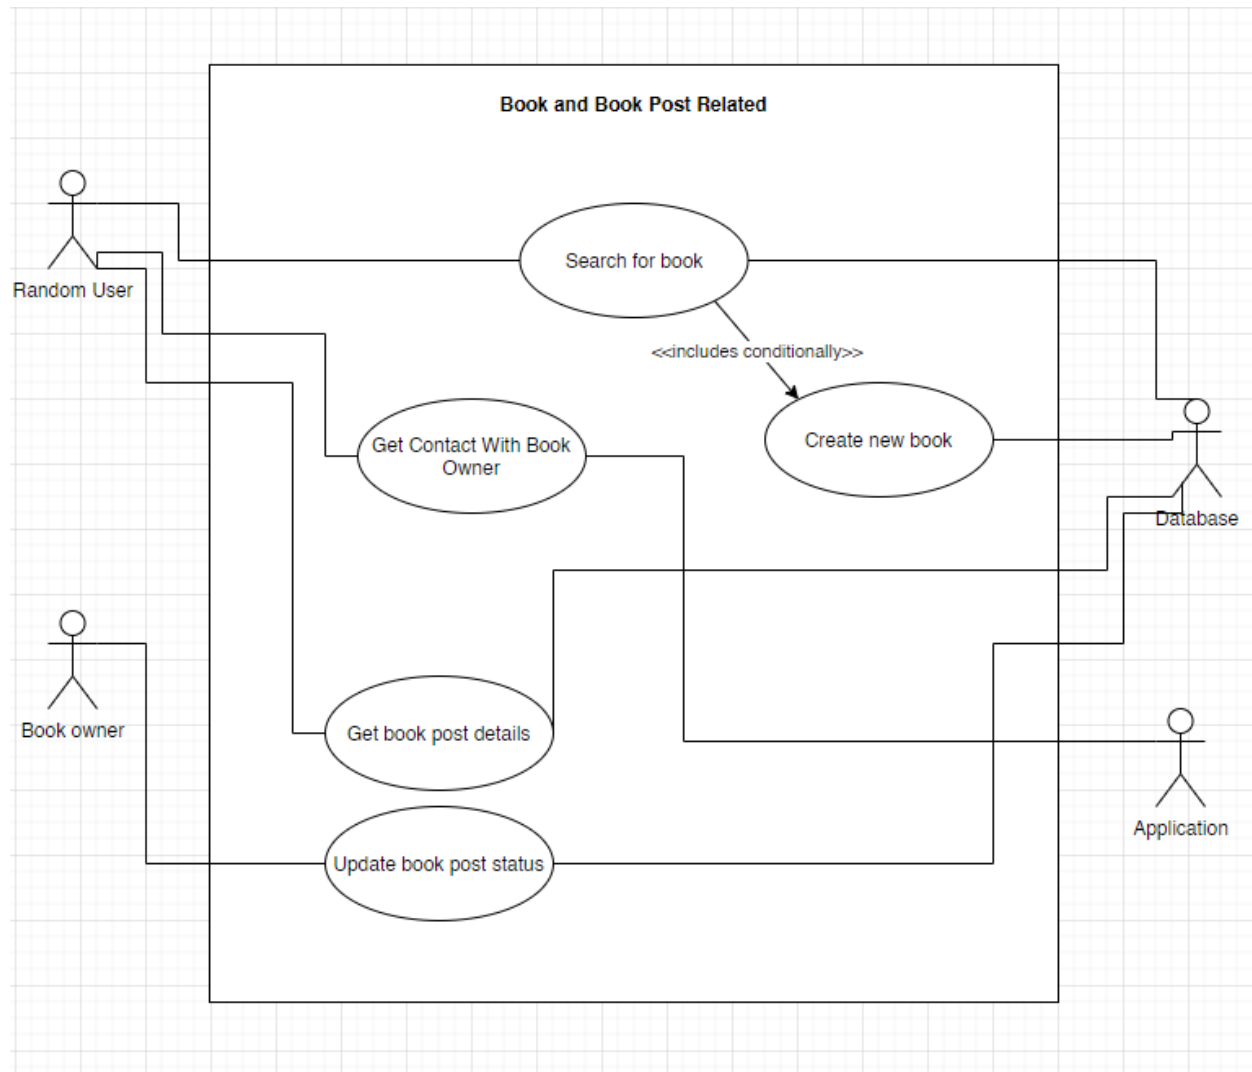 Book and Book Post Related
Search for book
Random User
<<includes conditionally>>
Get Contact With Book
Owner
Create new book
Database
Book owner
Get book post details
Application
Update book post status